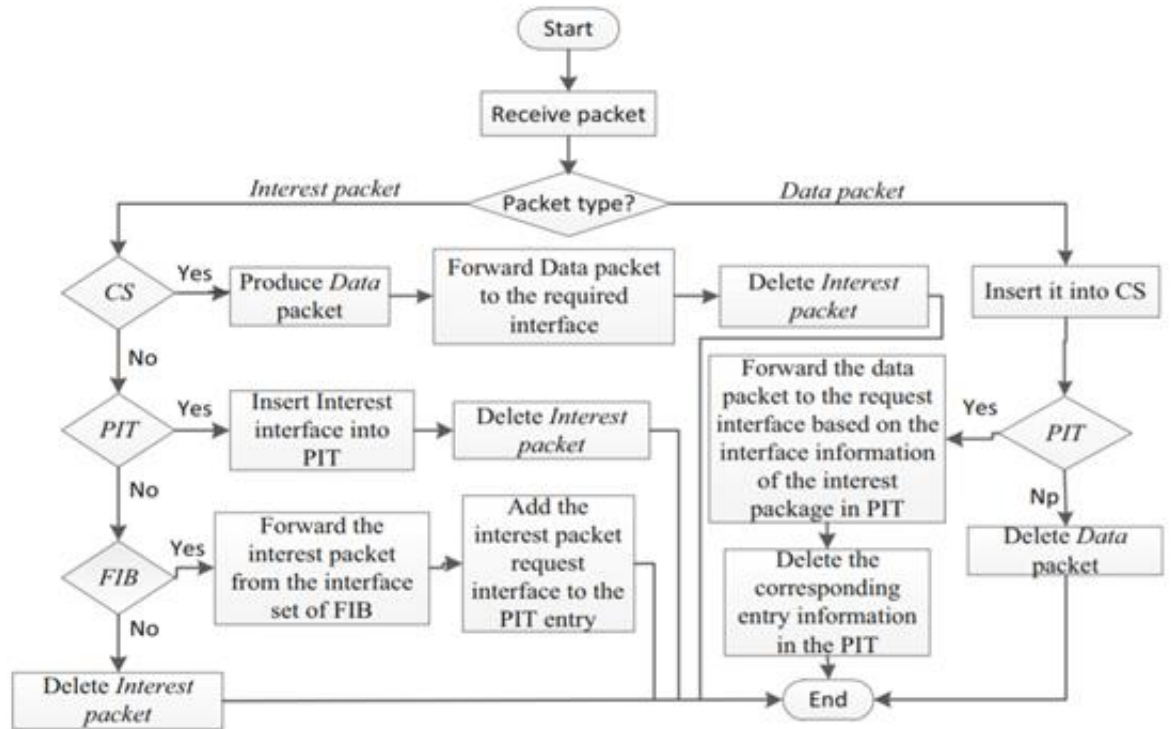 Start
Receive packet
Interest packet
Packet type?
Data packet
CS
Yes
Produce Data
packet
Forward Data packet
to the required
interface
Delete Interest
packet
Insert it into CS
No
PIT
Yes
Insert Interest
interface into
PIT
Delete Interest
packet
Forward the data
packet to the request
interface based on the
interface information
of the interest
package in PIT
Yes
PIT
No
Np
FIB
Yes
Forward the
interest packet
from the interface
set of FIB
Add the
interest packet
request
interface to the
PIT entry
Delete the
corresponding
entry information
in the PIT
Delete Data
packet
No
Delete Interest
packet
End